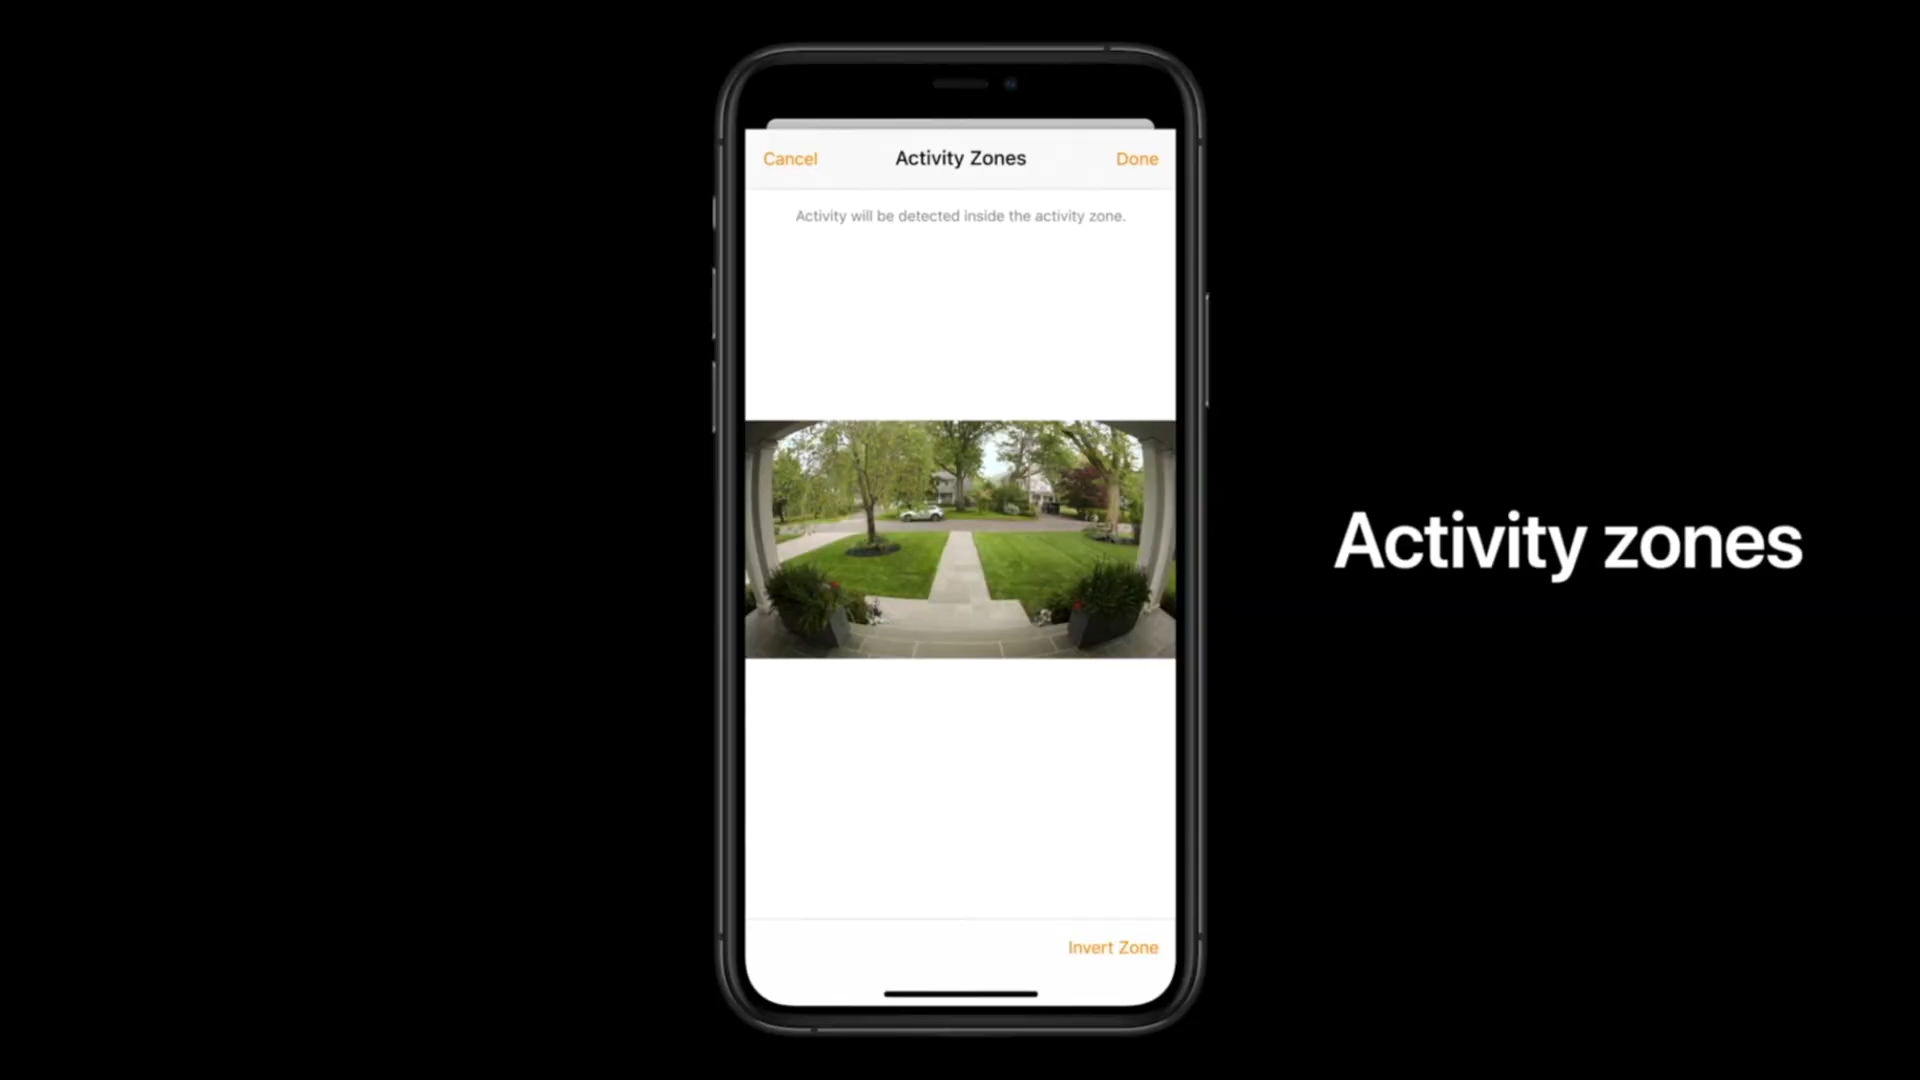 Cancel
Activity Zones
Done
Activity will be detected inside the activity zone.
Activity zones
Invert Zone